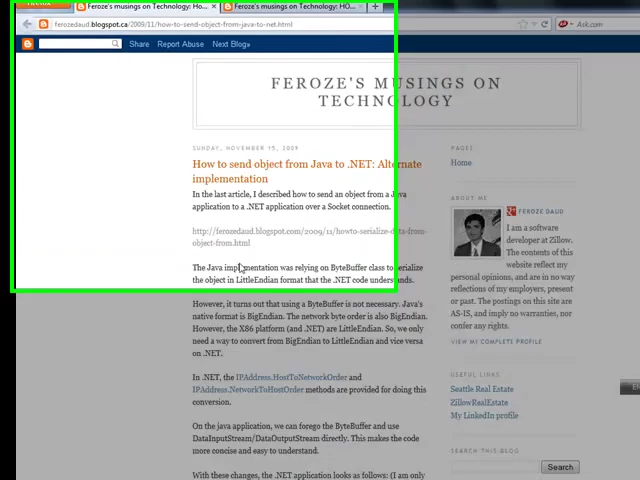 Firefox
Feroze's musings on Technology: Ho...
Feroze's musings on Technology: HO...
ferozedaud.blogspot.ca/2009/11/how-to-send-object-from-java-to-net.html
Ask.com
Share Report Abuse Next Blog»
FEROZE'S MUSINGS ON
TECHNOLOGY
SUNDAY, NOVEMBER 15, 2009
How to send object from Java to .NET: Alternate
implementation
In the last article, I described how to send an object from a Java
application to a .NET application over a Socket connection.
http://ferozedaud.blogspot.com/2009/11/howto-serialize-data-from-
object-from.html
The Java implementation was relying on ByteBuffer class to serialize
the object in LittleEndian format that the .NET code understands.
However, it turns out that using a ByteBuffer is not necessary. Java's
native format is BigEndian. The network byte order is also BigEndian.
However, the X86 platform (and .NET) are LittleEndian. So, we only
need a way to convert from BigEndian to LittleEndian and vice versa
on .NET.
In .NET, the IPAddress.HostToNetworkOrder and
IPAddress.NetworkToHostOrder methods are provided for doing this
conversion.
On the java application, we can forego the ByteBuffer and use
DataInputStream/DataOutputStream directly. This makes the code
more concise and easy to understand.
With these changes, the .NET application looks as follows: (I am only
PAGES
Home
ABOUT ME
FEROZE DAUD
I am a software
developer at Zillow.
The contents of this
website reflect my
personal opinions, and are in no way
reflections of my employers, present
or past. The postings on this site are
AS-IS, and imply no warranties, nor
confer any rights.
VIEW MY COMPLETE PROFILE
USEFUL LINKS
Seattle Real Estate
ZillowRealEstate
My LinkedIn profile
SEARCH THIS BLOG
Search